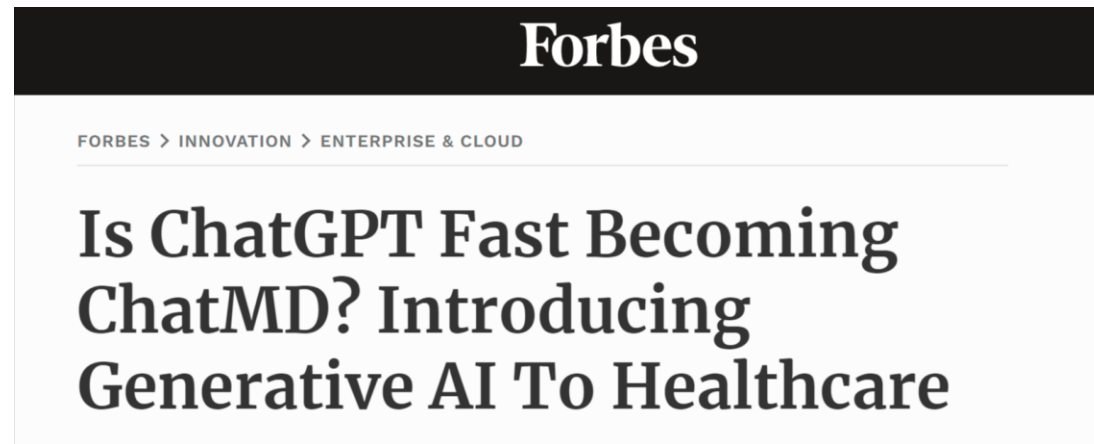 Forbes
FORBES > INNOVATION > ENTERPRISE & CLOUD
Is ChatGPT Fast Becoming
ChatMD? Introducing
Generative AI To Healthcare